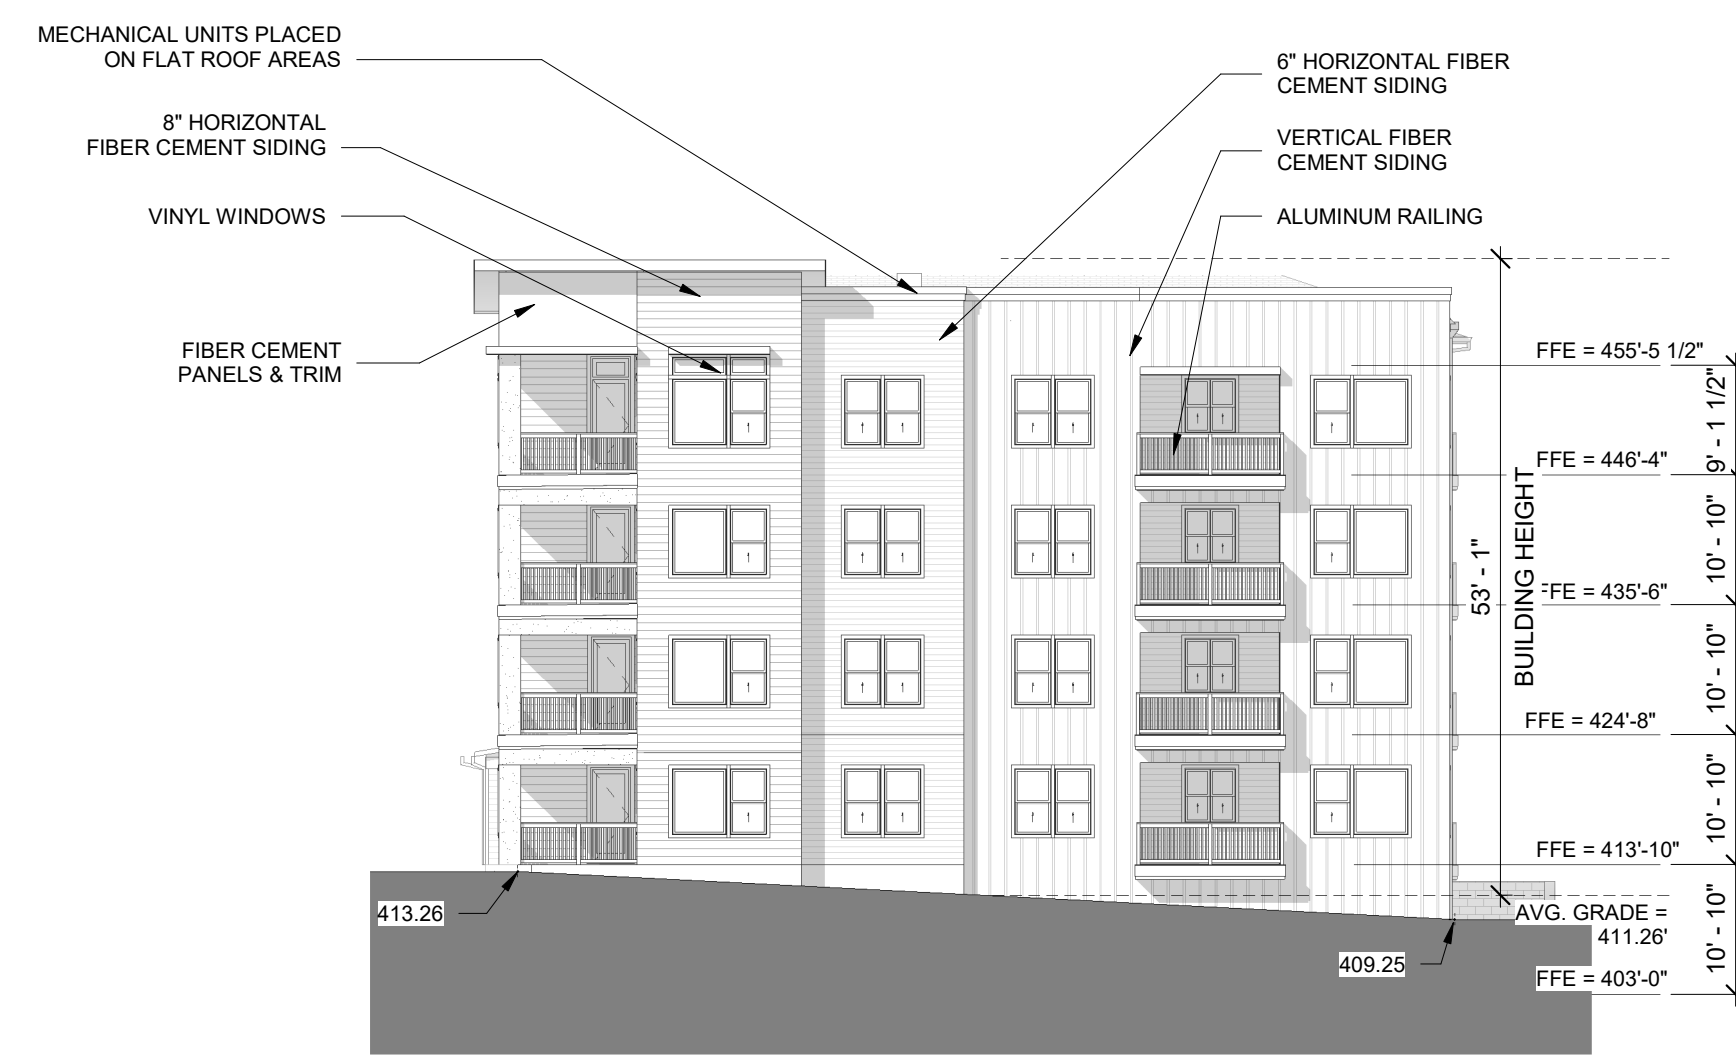 MECHANICAL UNITS PLACED
ON FLAT ROOF AREAS
8" HORIZONTAL
FIBER CEMENT SIDING
VINYL WINDOWS
FIBER CEMENT
PANELS & TRIM
6" HORIZONTAL FIBER
CEMENT SIDING
VERTICAL FIBER
CEMENT SIDING
ALUMINUM RAILING
FFE = 455'-5 1/2"
9' - 1 1/2"
FFE = 446'-4"
10' - 10"
FFE = 435'-6"
53' - 1"
BUILDING HEIGHT
10' - 10"
FFE = 424'-8"
10' - 10"
FFE = 413'-10"
413.26
AVG. GRADE =
411.26'
10' - 10"
409.25
FFE = 403'-0"